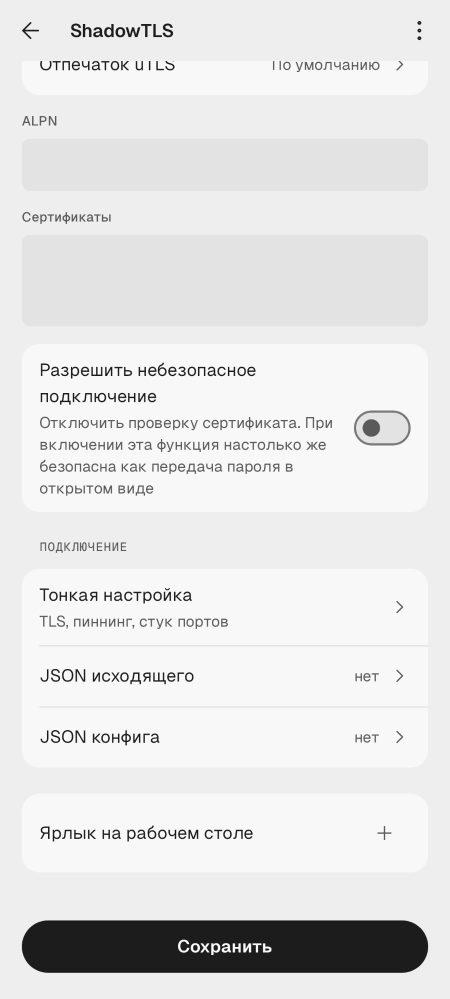 ShadowTLS
Отпечаток uTLS По умолчанию
ALPN
Сертификаты
Разрешить небезопасное
подключение
Отключить проверку сертификата. При
включении эта функция настолько же
безопасна как передача пароля в
открытом виде
ПОДКЛЮЧЕНИЕ
Тонкая настройка
TLS, пиннинг, стук портов
JSON исходящего нет
JSON конфига нет
Ярлык на рабочем столе
Сохранить